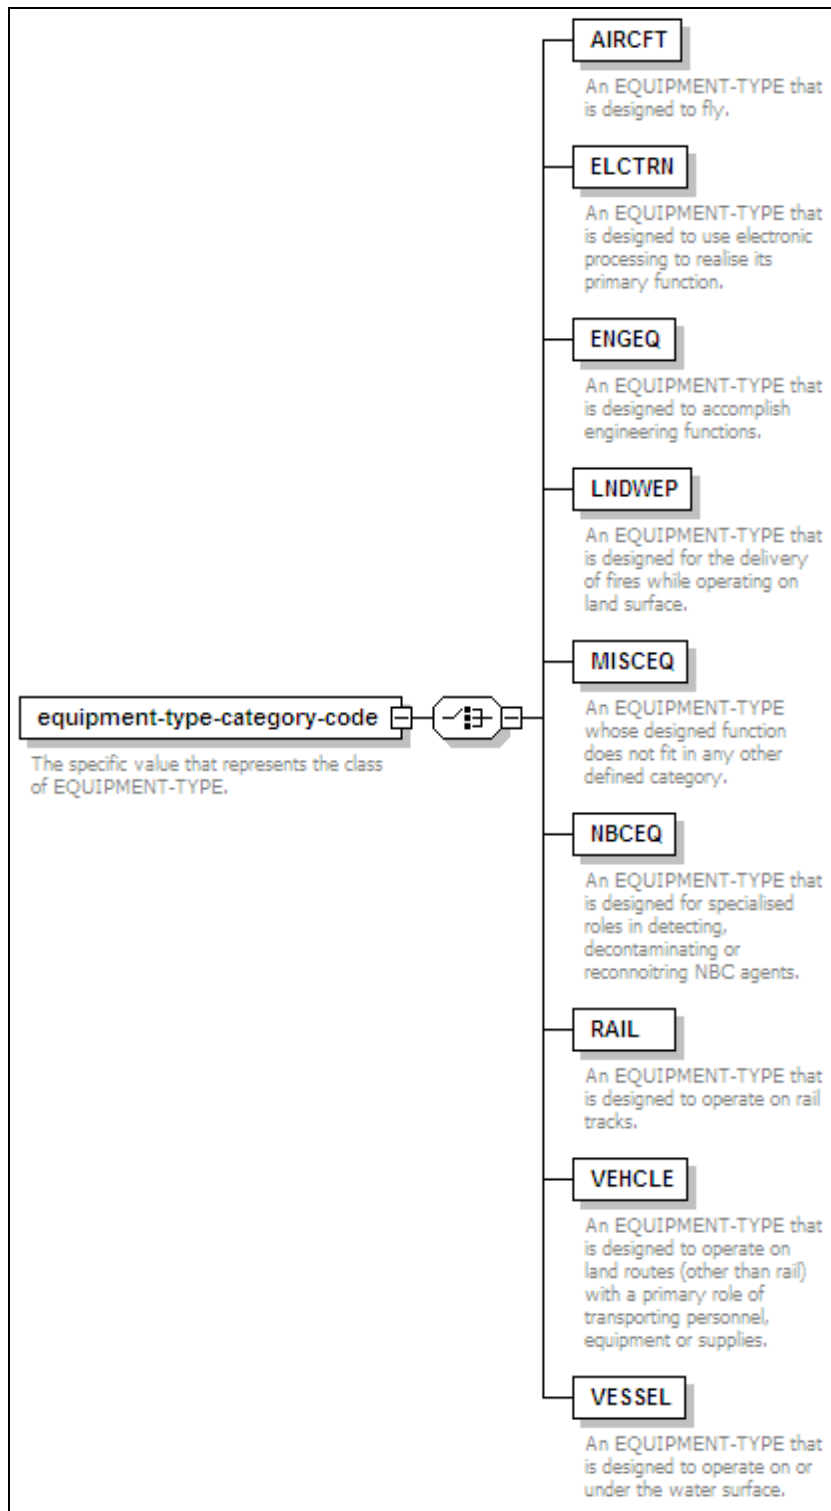 AIRCFT
An EQUIPMENT-TYPE that
is designed to fly.
ELCTRN
An EQUIPMENT-TYPE that
is designed to use electronic
processing to realise its
primary function.
ENGEQ
An EQUIPMENT-TYPE that
is designed to accomplish
engineering functions.
LNDWEP
An EQUIPMENT-TYPE that
is designed for the delivery
of fires while operating on
land surface.
MISCEQ
An EQUIPMENT-TYPE
whose designed function
does not fit in any other
defined category.
equipment-type-category-code
The specific value that represents the class
of EQUIPMENT-TYPE.
NBCEQ
An EQUIPMENT-TYPE that
is designed for specialised
roles in detecting,
decontaminating or
reconnoitring NBC agents.
RAIL
An EQUIPMENT-TYPE that
is designed to operate on rail
tracks.
VEHCLE
An EQUIPMENT-TYPE that
is designed to operate on
land routes (other than rail)
with a primary role of
transporting personnel,
equipment or supplies.
VESSEL
An EQUIPMENT-TYPE that
is designed to operate on or
under the water surface.